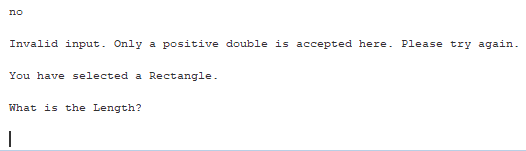 no
Invalid input. Only a positive double is accepted here. Please try again.
You have selected a Rectangle.
What is the Length?